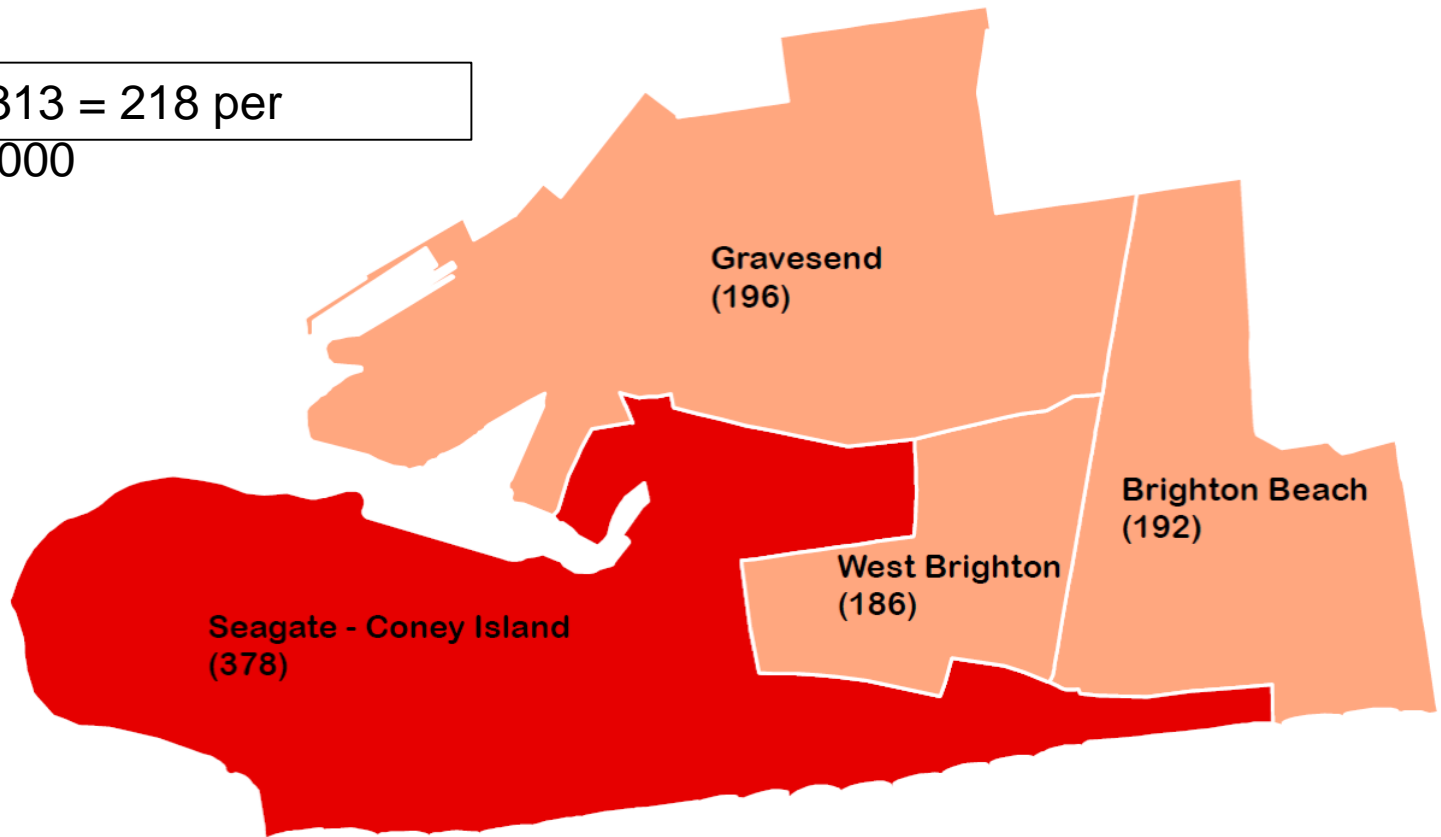 313 = 218 per
000
Gravesend
(196)
Brighton Beach
(192)
West Brighton
(186)
Seagate - Coney Island
(378)